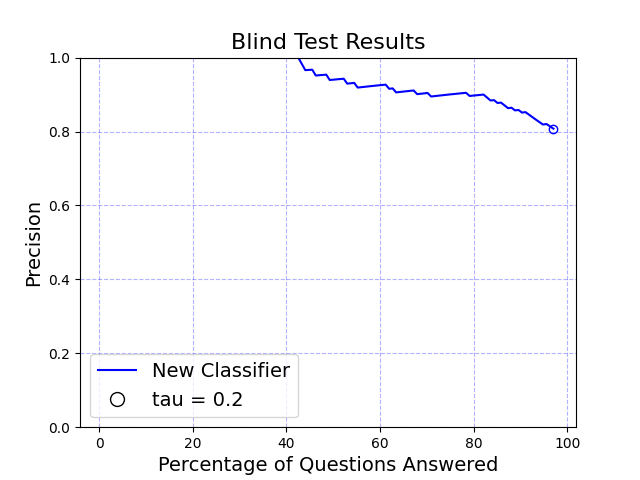 Blind Test Results
1.0
0.8
0.6
0.4
0.2
0.0
Precision
New Classifier
tau = 0.2
0 20 40 60 80 100
Percentage of Questions Answered